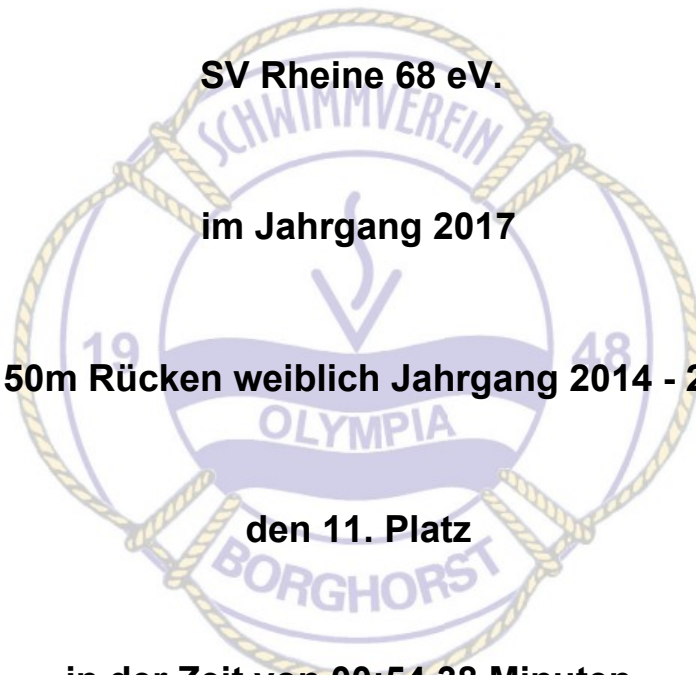 SV Rheine 68 eV.
SCHWIMMVEREIN
im Jahrgang 2017
19 48
50m Rücken weiblich Jahrgang 2014 - 2
OLYMPIA
den 11. Platz
BORGHORST
in der Zeit von 00:54,38 Minuten